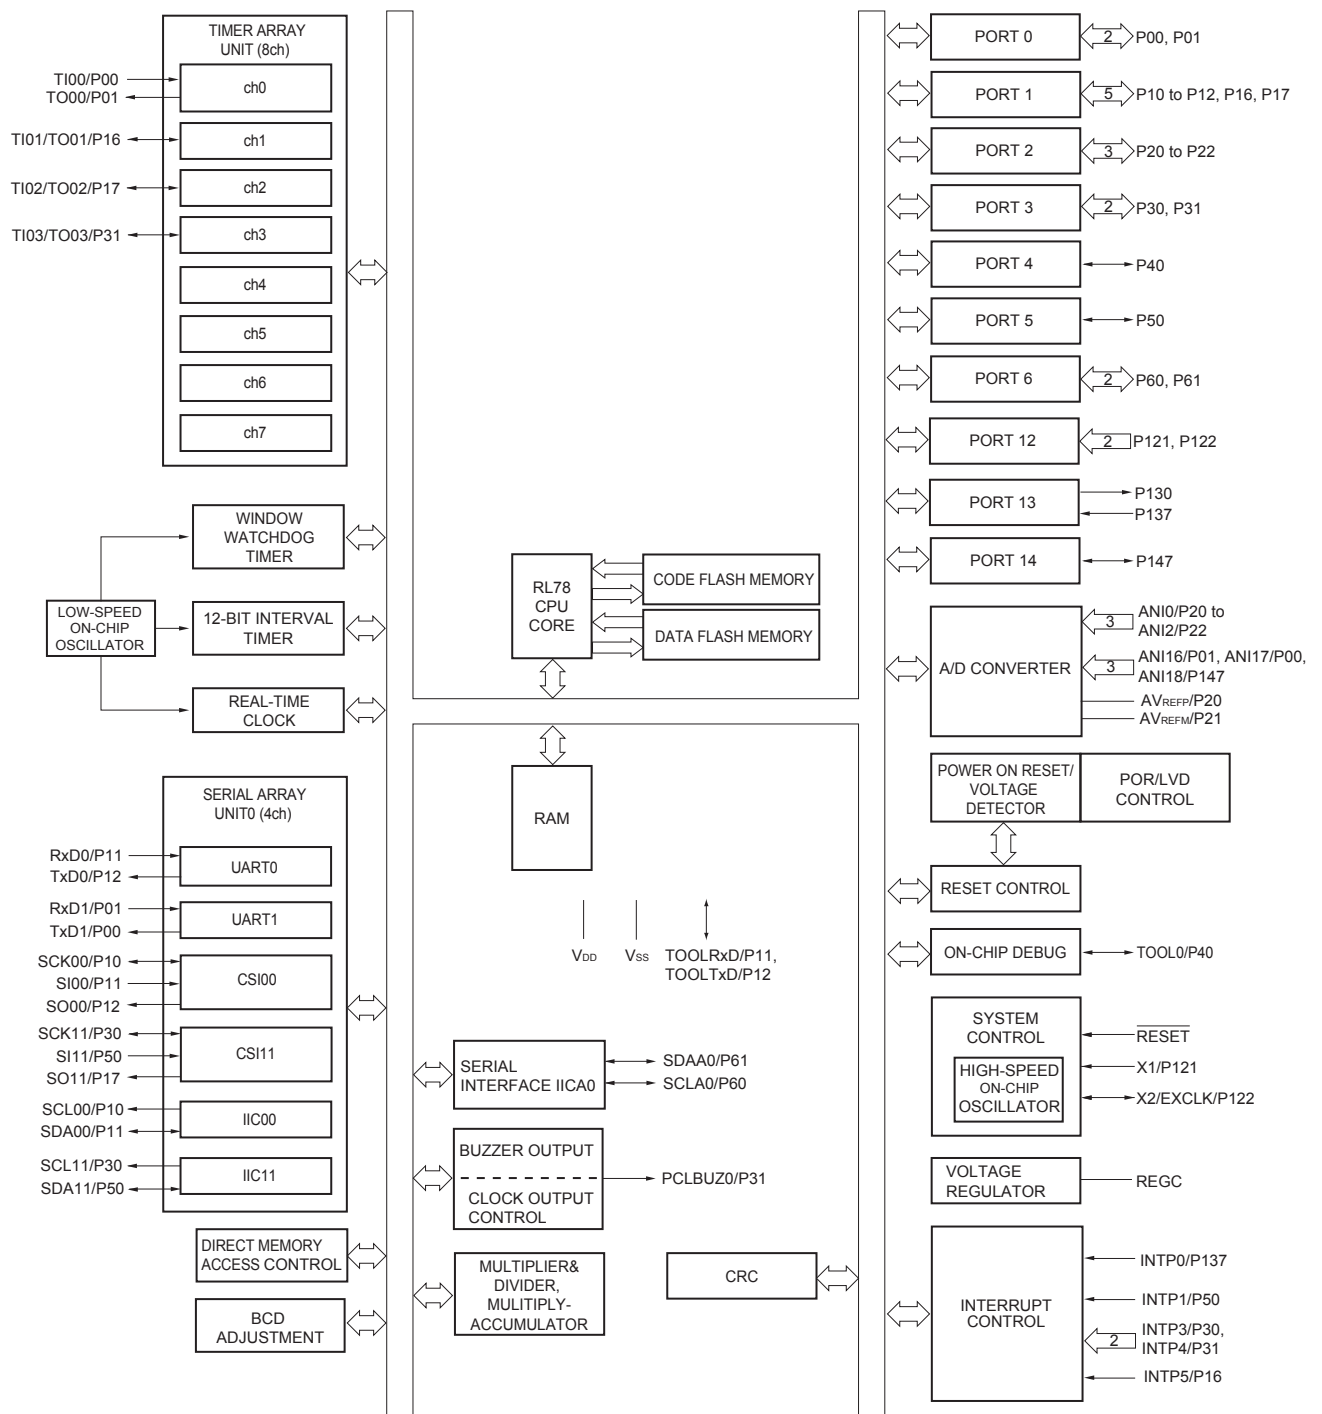 TIMER ARRAY
UNIT (8ch)
TI00/P00
TO00/P01
ch0
TI01/TO01/P16
ch1
TI02/TO02/P17
ch2
TI03/TO03/P31
ch3
ch4
ch5
ch6
ch7
WINDOW
WATCHDOG
TIMER
LOW-SPEED
ON-CHIP
OSCILLATOR
12-BIT INTERVAL
TIMER
REAL-TIME
CLOCK
SERIAL ARRAY
UNIT0 (4ch)
RxD0/P11
TxD0/P12
UART0
RxD1/P01
TxD1/P00
UART1
SCK00/P10
SI00/P11
SO00/P12
CSI00
SCK11/P30
SI11/P50
SO11/P17
CSI11
SCL00/P10
SDA00/P11
IIC00
SCL11/P30
SDA11/P50
IIC11
DIRECT MEMORY
ACCESS CONTROL
BCD
ADJUSTMENT
RL78
CPU
CORE
CODE FLASH MEMORY
DATA FLASH MEMORY
RAM
VDD
VSS
TOOLRxD/P11,
TOOLTxD/P12
SERIAL
INTERFACE IICA0
SDAA0/P61
SCLA0/P60
BUZZER OUTPUT
CLOCK OUTPUT
CONTROL
PCLBUZ0/P31
MULTIPLIER&
DIVIDER,
MULITIPLY-
ACCUMULATOR
CRC
PORT 0
2
P00, P01
PORT 1
5
P10 to P12, P16, P17
PORT 2
3
P20 to P22
PORT 3
2
P30, P31
PORT 4
P40
PORT 5
P50
PORT 6
2
P60, P61
PORT 12
2
P121, P122
PORT 13
P130
P137
PORT 14
P147
A/D CONVERTER
3
ANI0/P20 to
ANI2/P22
3
ANI16/P01, ANI17/P00,
ANI18/P147
AVREFP/P20
AVREFM/P21
POWER ON RESET/
VOLTAGE
DETECTOR
POR/LVD
CONTROL
RESET CONTROL
ON-CHIP DEBUG
TOOL0/P40
SYSTEM
CONTROL
HIGH-SPEED
ON-CHIP
OSCILLATOR
RESET
X1/P121
X2/EXCLK/P122
VOLTAGE
REGULATOR
REGC
INTERRUPT
CONTROL
INTP0/P137
INTP1/P50
2
INTP3/P30,
INTP4/P31
INTP5/P16